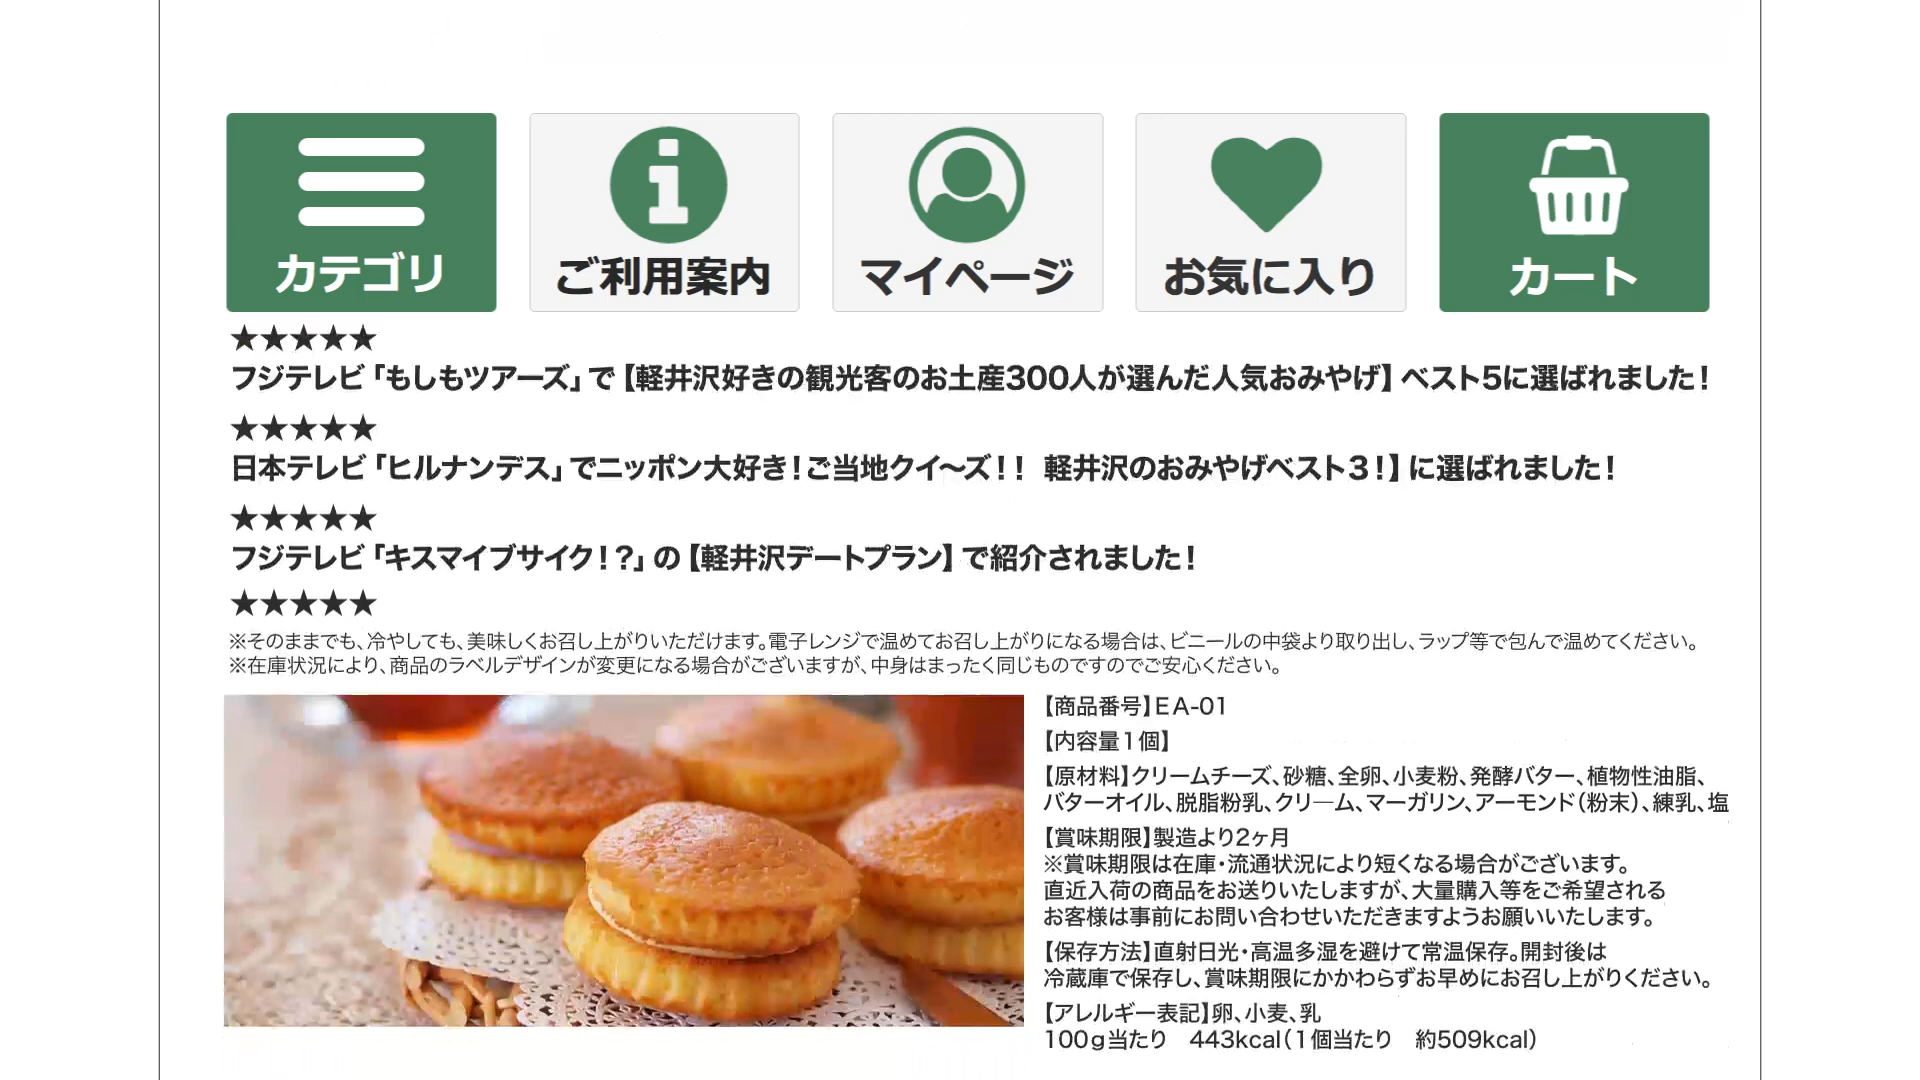 カテゴリ ご利用案内 マイページ お気に入り カート
★★★★★
フジテレビ「もしもツアーズ」で【軽井沢好きの観光客のお土産300人が選んだ人気おみやげ】ベスト5に選ばれました！
★★★★★
日本テレビ「ヒルナンデス」でニッポン大好き！ご当地クイ〜ズ！！ 軽井沢のおみやげベスト３！】に選ばれました！
★★★★★
フジテレビ「キスマイブサイク！？」の【軽井沢デートプラン】で紹介されました！
★★★★★
※そのままでも、冷やしても、美味しくお召し上がりいただけます。電子レンジで温めてお召し上がりになる場合は、ビニールの中袋より取り出し、ラップ等で包んで温めてください。
※在庫状況により、商品のラベルデザインが変更になる場合がございますが、中身はまったく同じものですのでご安心ください。
【商品番号】ＥＡ-01
【内容量１個】
【原材料】クリームチーズ、砂糖、全卵、小麦粉、発酵バター、植物性油脂、
バターオイル、脱脂粉乳、クリ―ム、マーガリン、アーモンド（粉末）、練乳、塩
【賞味期限】製造より2ヶ月
※賞味期限は在庫・流通状況により短くなる場合がございます。
直近入荷の商品をお送りいたしますが、大量購入等をご希望される
お客様は事前にお問い合わせいただきますようお願いいたします。
【保存方法】直射日光・高温多湿を避けて常温保存。開封後は
冷蔵庫で保存し、賞味期限にかかわらずお早めにお召し上がりください。
【アレルギー表記】卵、小麦、乳
100ｇ当たり　443kcal（１個当たり　約509kcal）